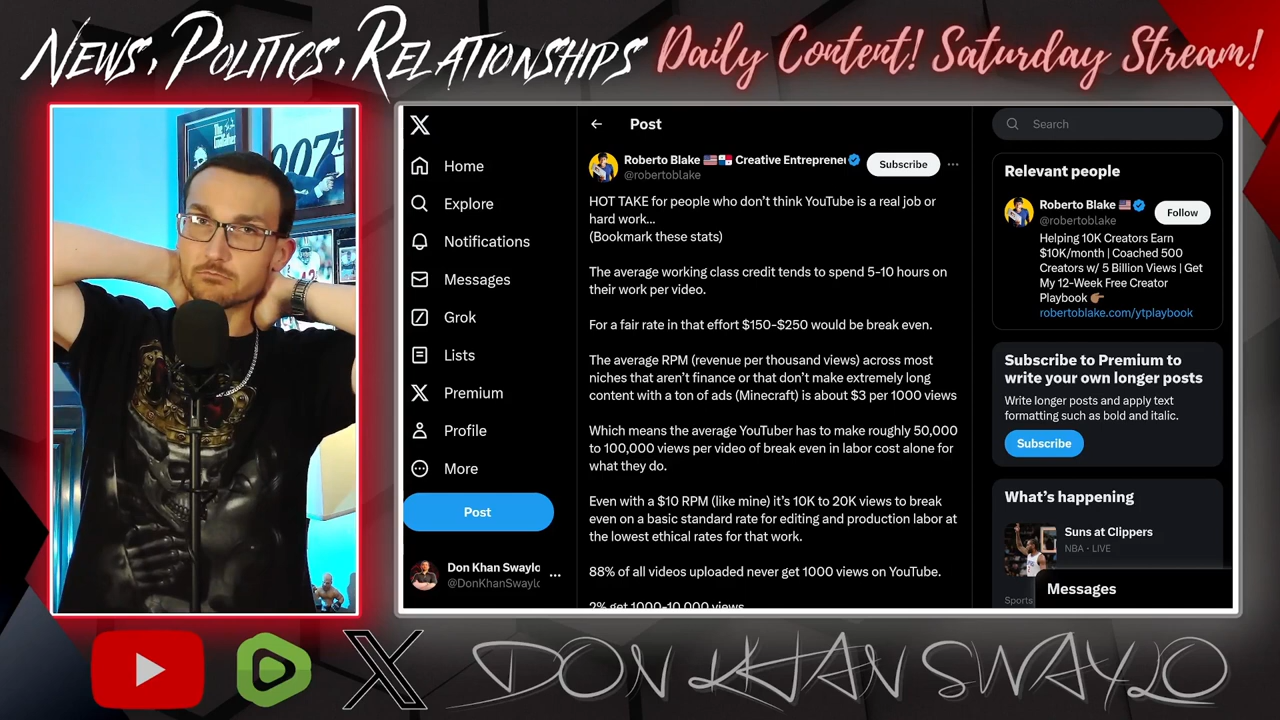 News, Politics, Relationships Daily Content! Saturday Stream!
The Godfather
007
X
Home
Explore
Notifications
Messages
Grok
Lists
Premium
Profile
More
Post
Don Khan Swaylo
@DonKhanSwaylo
Post
Roberto Blake 🇺🇸🇵🇦 Creative Entreprene
@robertoblake
Subscribe
HOT TAKE for people who don't think YouTube is a real job or
hard work...
(Bookmark these stats)
The average working class credit tends to spend 5-10 hours on
their work per video.
For a fair rate in that effort $150-$250 would be break even.
The average RPM (revenue per thousand views) across most
niches that aren't finance or that don't make extremely long
content with a ton of ads (Minecraft) is about $3 per 1000 views
Which means the average YouTuber has to make roughly 50,000
to 100,000 views per video of break even in labor cost alone for
what they do.
Even with a $10 RPM (like mine) it's 10K to 20K views to break
even on a basic standard rate for editing and production labor at
the lowest ethical rates for that work.
88% of all videos uploaded never get 1000 views on YouTube.
2% get 1000-10,000 views
Search
Relevant people
Roberto Blake 🇺🇸
@robertoblake
Follow
Helping 10K Creators Earn
$10K/month | Coached 500
Creators w/ 5 Billion Views | Get
My 12-Week Free Creator
Playbook 👉🏽
robertoblake.com/ytplaybook
Subscribe to Premium to
write your own longer posts
Write longer posts and apply text
formatting such as bold and italic.
Subscribe
What's happening
Suns at Clippers
NBA · LIVE
Sports
Messages
X DON KHAN SWAYLO